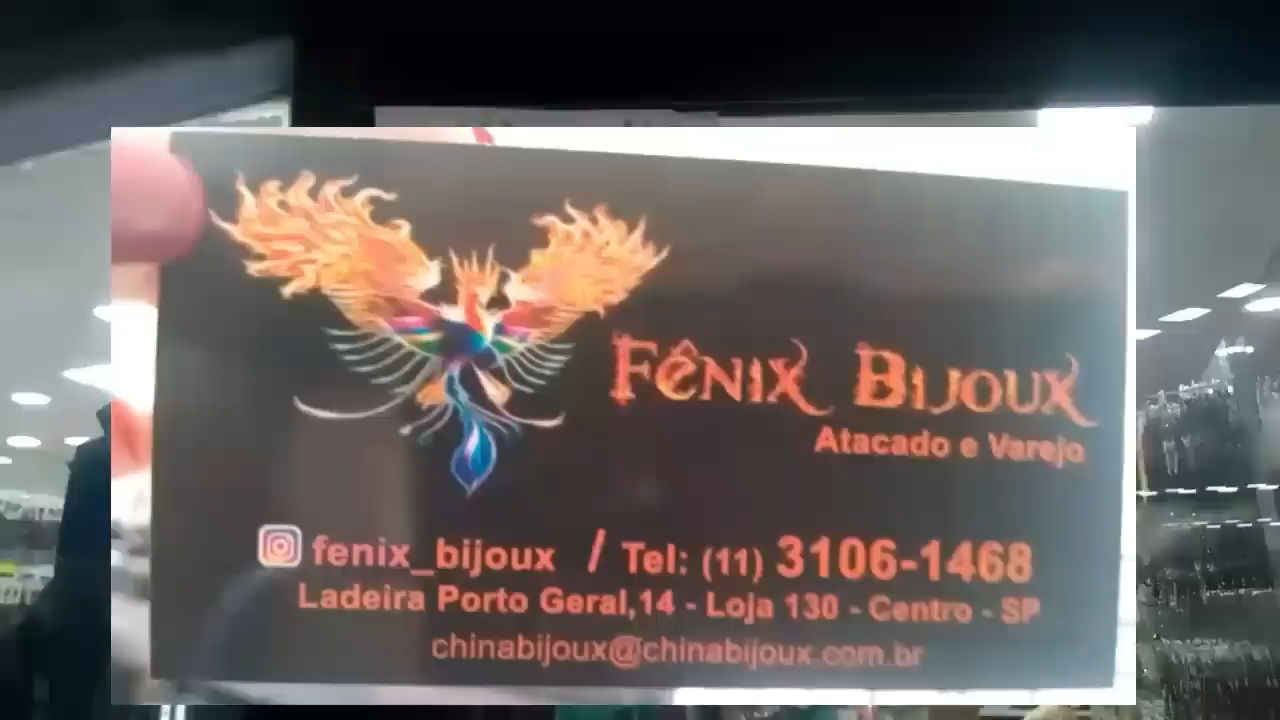 Fênix Bijoux
Atacado e Varejo
fenix_bijoux / Tel: (11) 3106-1468
Ladeira Porto Geral,14 - Loja 130 - Centro - SP
chinabijoux@chinabijoux.com.br